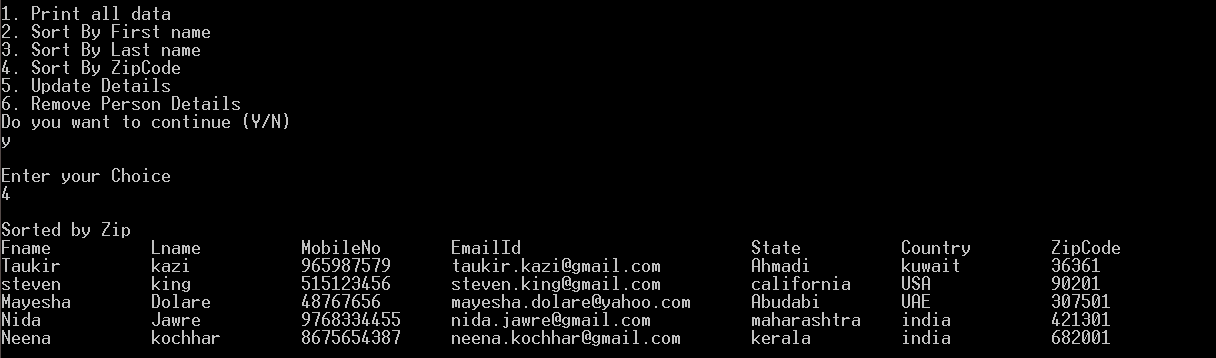 1. Print all data
2. Sort By First name
3. Sort By Last name
4. Sort By ZipCode
5. Update Details
6. Remove Person Details
Do you want to continue (Y/N)
y
Enter your Choice
4
Sorted by Zip
Fname Lname MobileNo EmailId State Country ZipCode
Taukir kazi 965987579 taukir.kazi@gmail.com Ahmadi kuwait 36361
steven king 515123456 steven.king@gmail.com california USA 90201
Mayesha Dolare 48767656 mayesha.dolare@yahoo.com Abudabi UAE 307501
Nida Jawre 9768334455 nida.jawre@gmail.com maharashtra india 421301
Neena kochhar 8675654387 neena.kochhar@gmail.com kerala india 682001